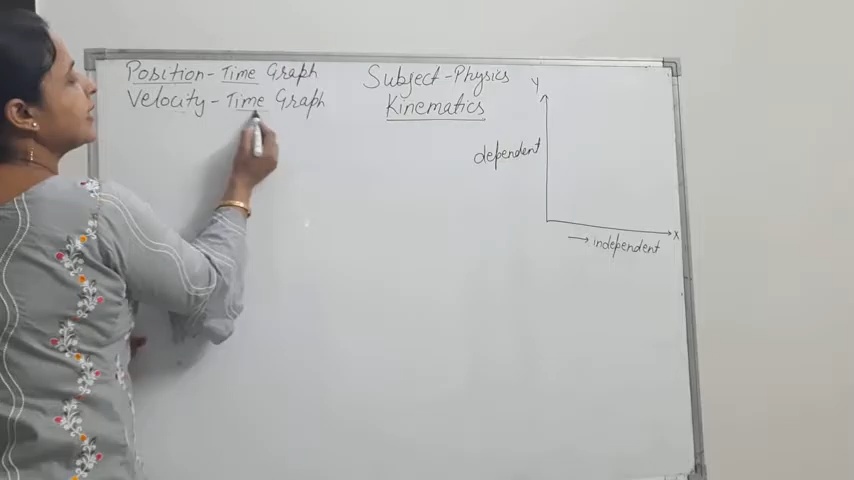 Position - Time Graph
Velocity - Time Graph
Subject - Physics
Kinematics
Y
dependent
X
→ independent